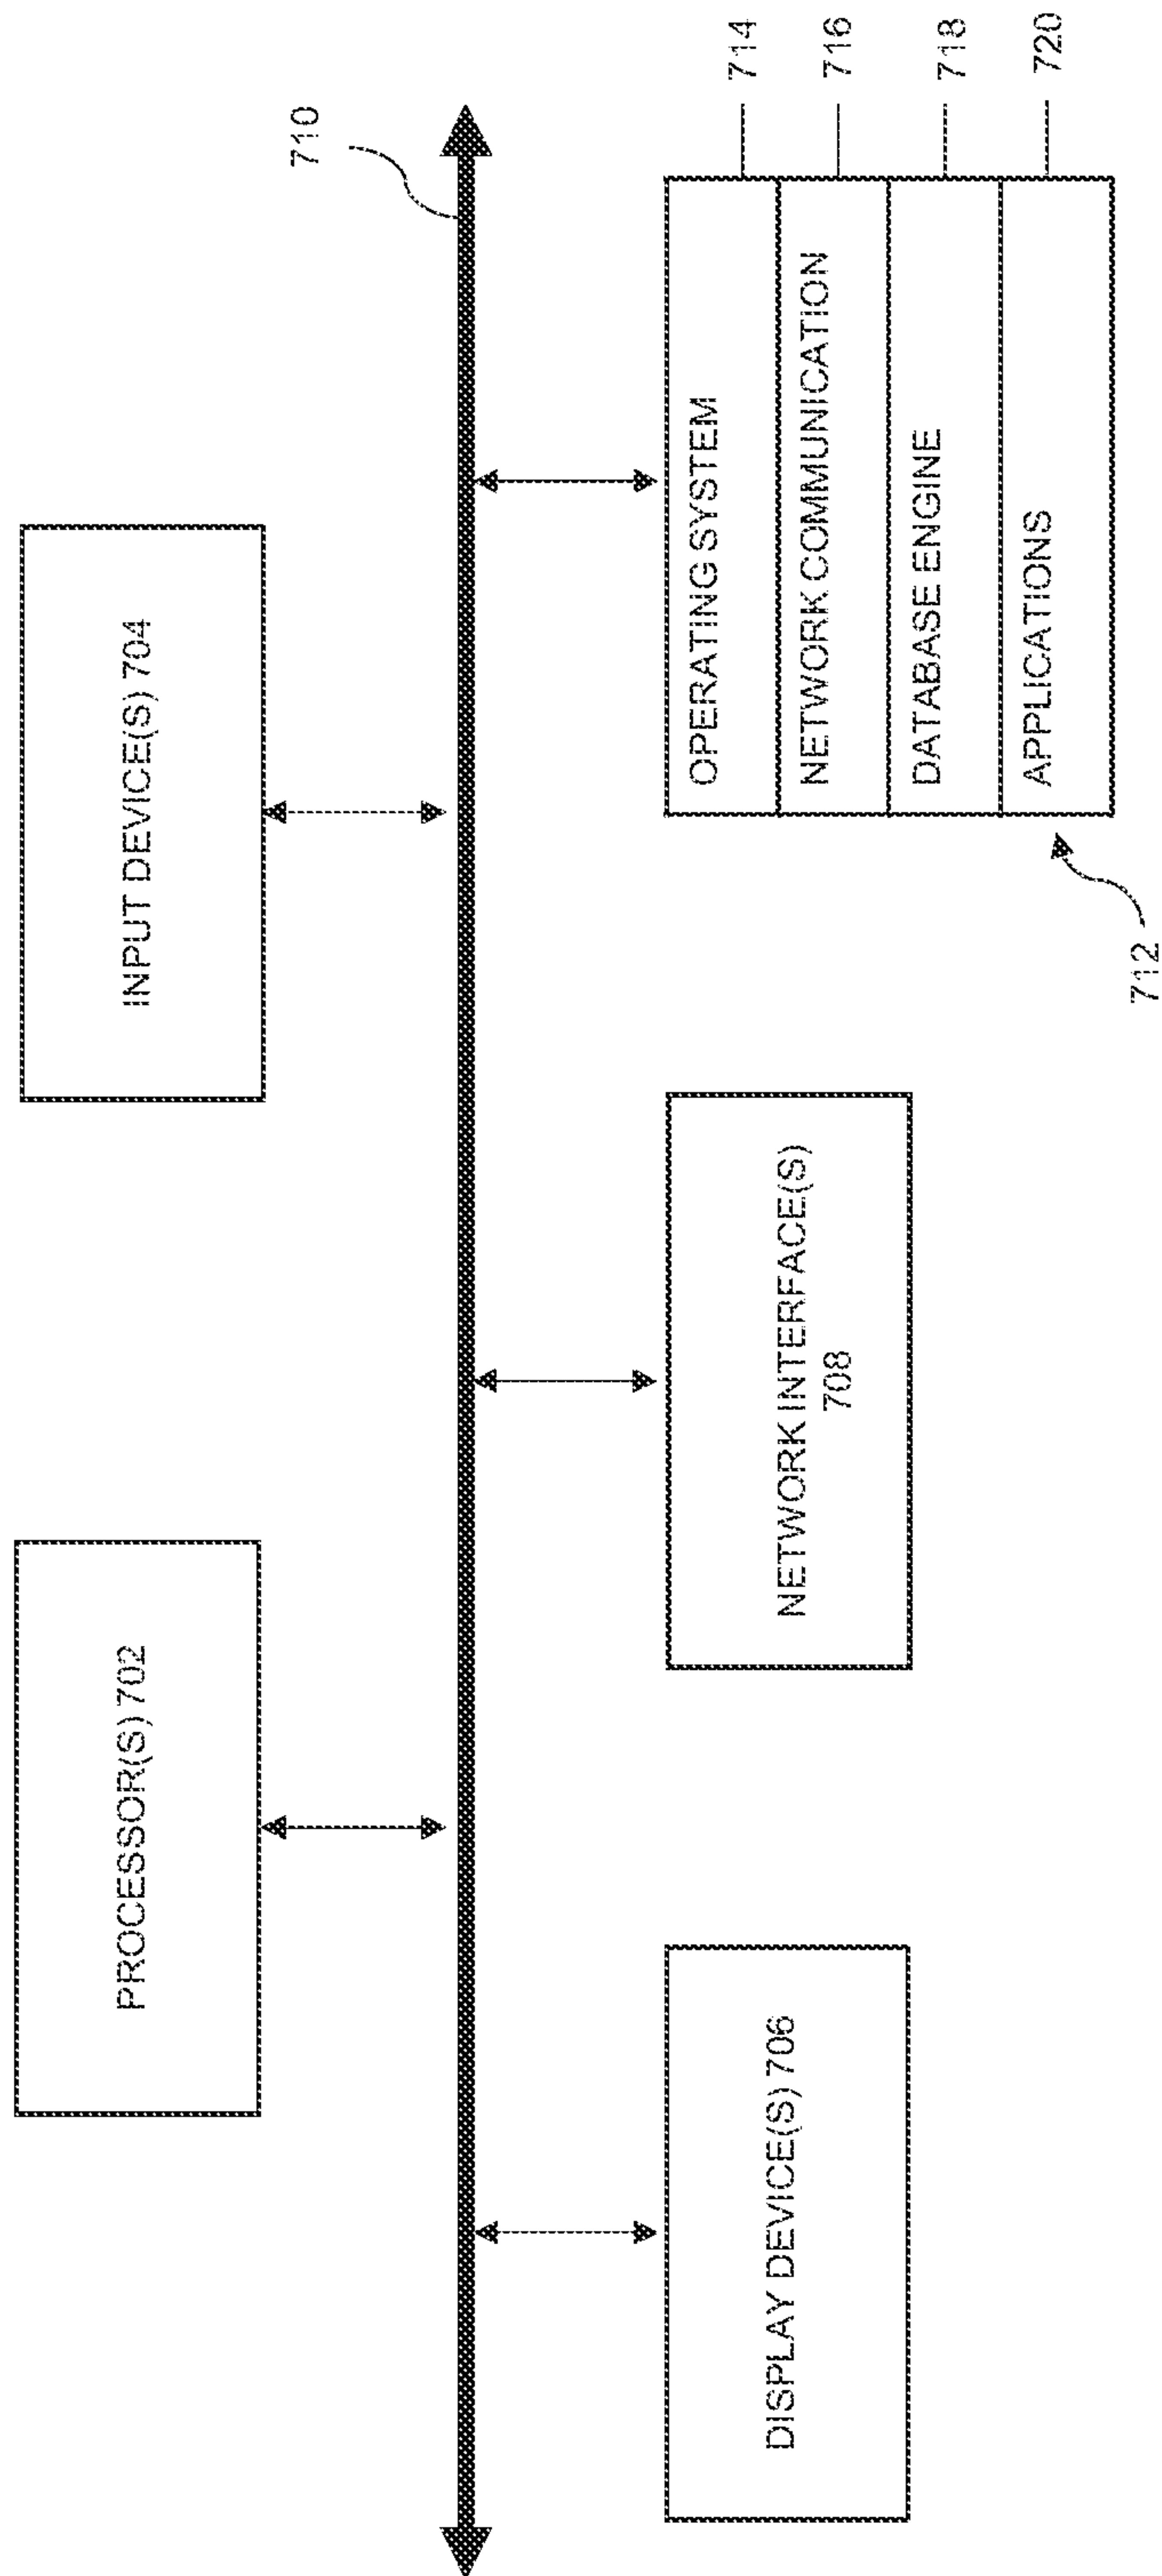 PROCESSOR(S) 702
INPUT DEVICE(S) 704
710
DISPLAY DEVICE(S) 706
NETWORK INTERFACE(S)
708
OPERATING SYSTEM
714
NETWORK COMMUNICATION
716
DATABASE ENGINE
718
APPLICATIONS
720
712